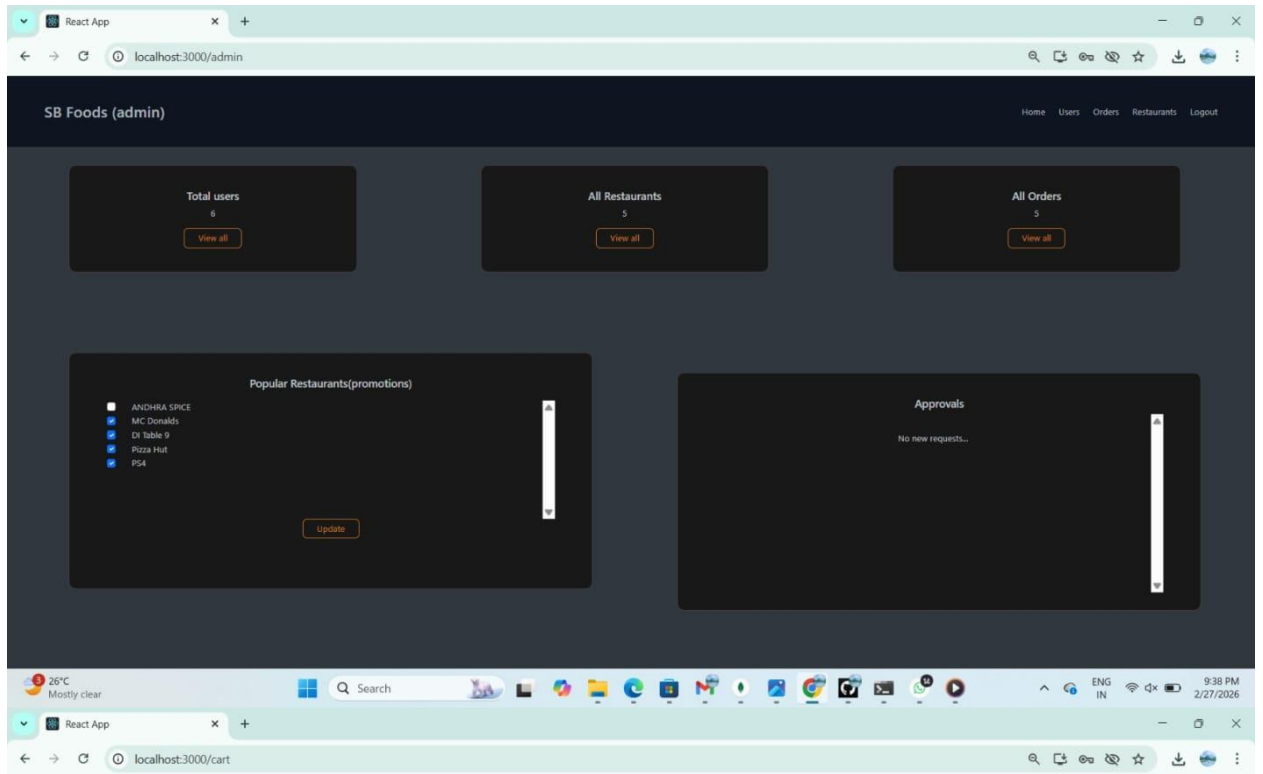 React App
localhost:3000/admin
SB Foods (admin)
Home Users Orders Restaurants Logout
Total users
6
View all
All Restaurants
5
View all
All Orders
5
View all
Popular Restaurants(promotions)
ANDHRA SPICE
MC Donalds
DI Table 9
Pizza Hut
PS4
Update
Approvals
No new requests...
3
26°C
Mostly clear
Search
ENG
IN
9:38 PM
2/27/2026
React App
localhost:3000/cart